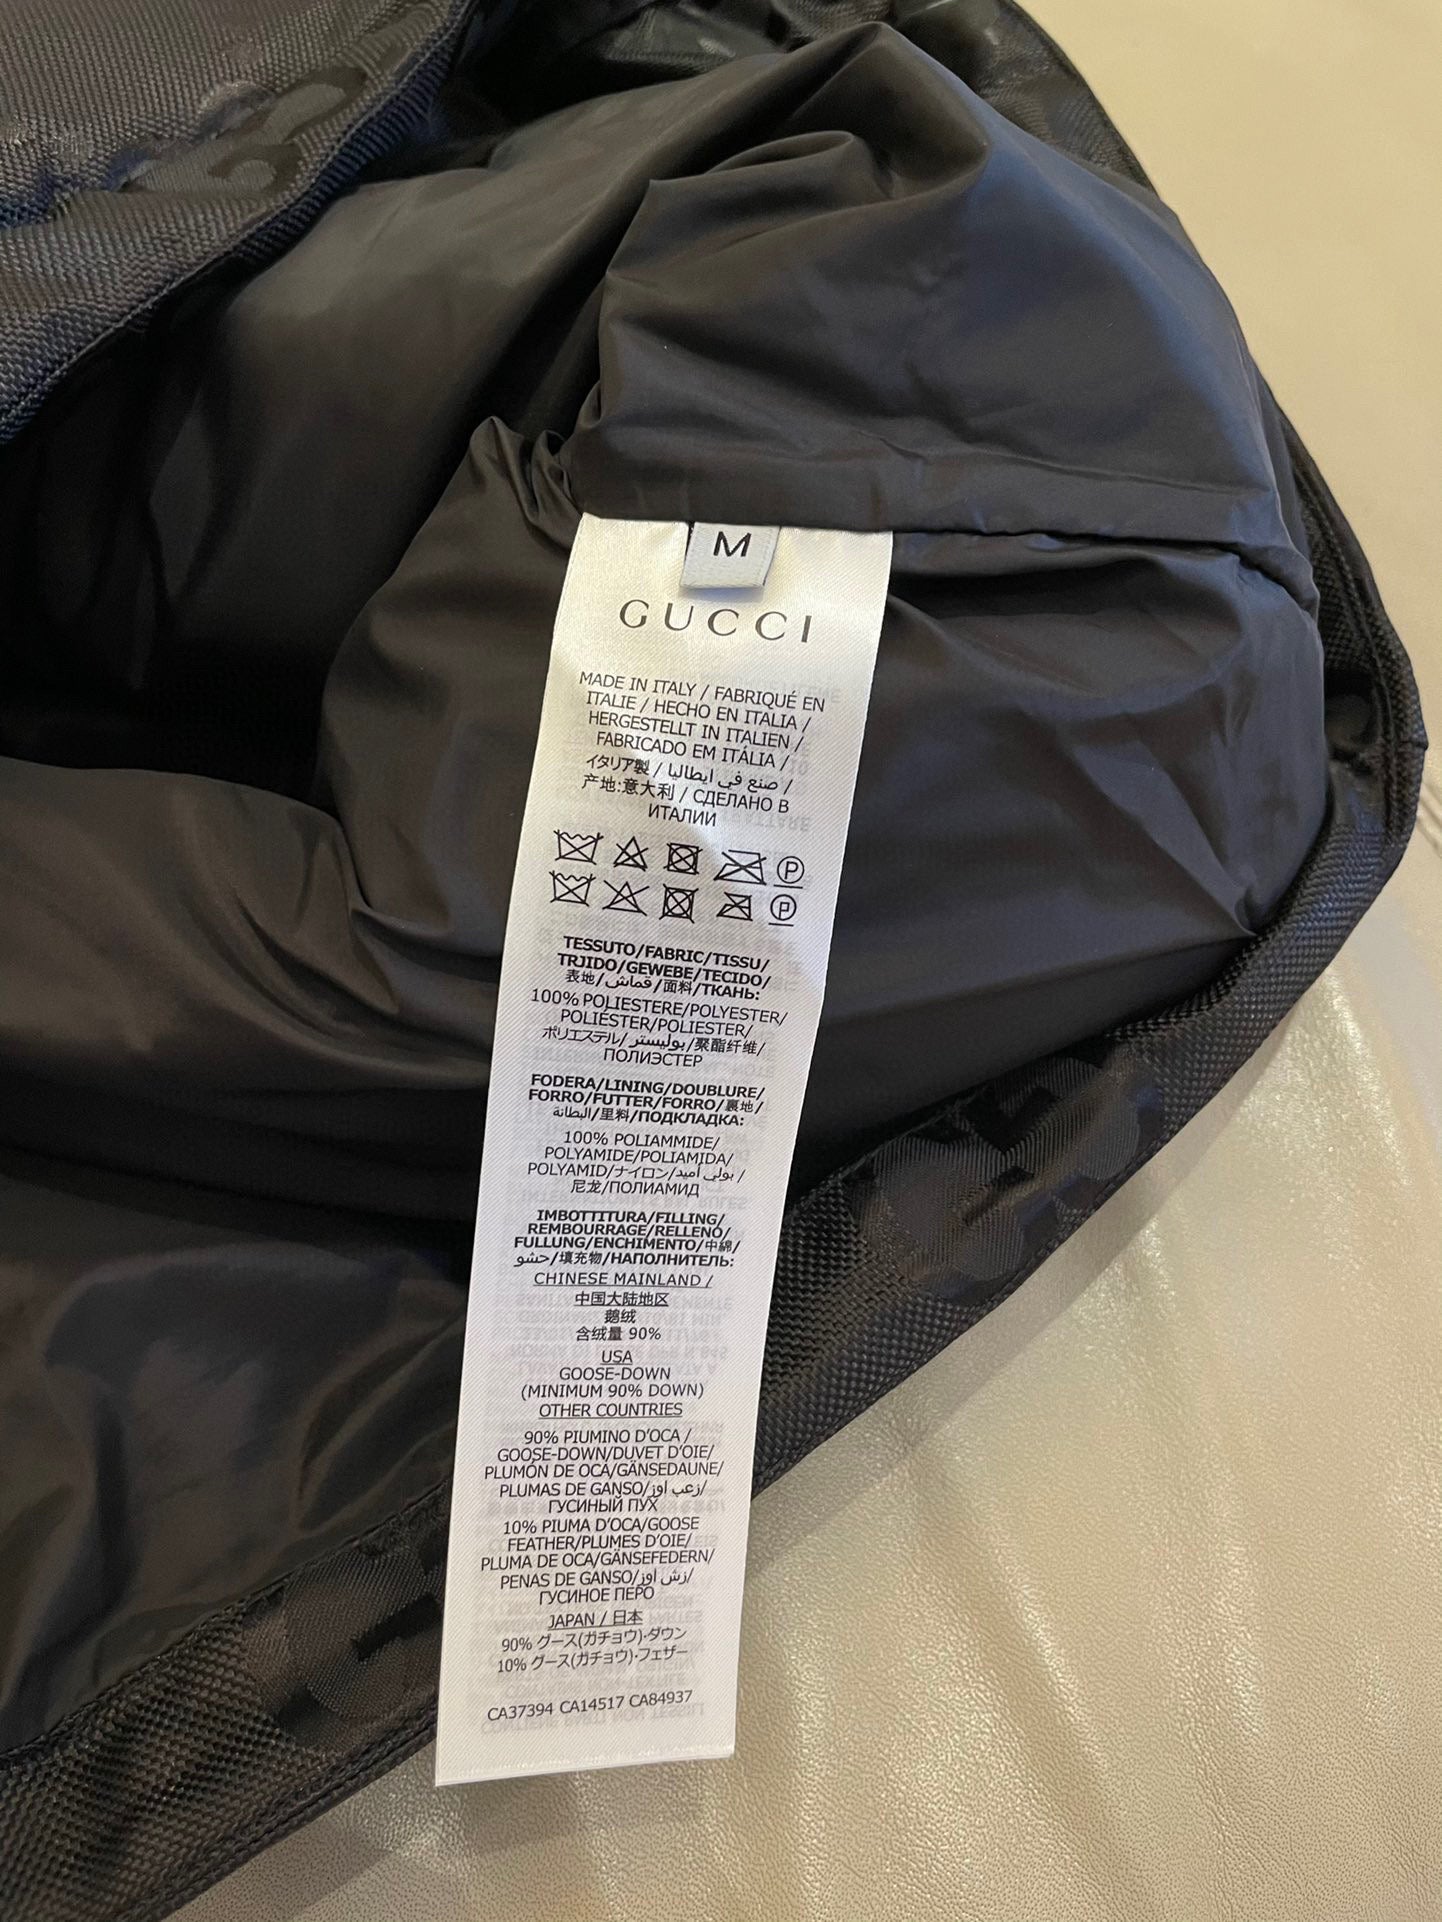 M
GUCCI
MADE IN ITALY / FABRIQUÉ EN
ITALIE / HECHO EN ITALIA /
HERGESTELLT IN ITALIEN /
FABRICADO EM ITÁLIA /
イタリア製 / صنع في ايطاليا /
产地:意大利 / СДЕЛАНО В
ИТАЛИИ
P
P
TESSUTO/FABRIC/TISSU/
TRJIDO/GEWEBE/TECIDO/
表地/قماش/面料/ТКАНЬ:
100% POLIESTERE/POLYESTER/
POLIÉSTER/POLIESTER/
ポリエステル/بوليستر/聚酯纤维/
ПОЛИЭСТЕР
FODERA/LINING/DOUBLURE/
FORRO/FUTTER/FORRO/裏地/
البطانة/里料/ПОДКЛАДКА:
100% POLIAMMIDE/
POLYAMIDE/POLIAMIDA/
POLYAMID/ナイロン/بولي أميد/
尼龙/ПОЛИАМИД
IMBOTTITURA/FILLING/
REMBOURRAGE/RELLENO/
FULLUNG/ENCHIMENTO/中綿/
حشو/填充物/НАПОЛНИТЕЛЬ:
CHINESE MAINLAND /
中国大陆地区
鹅绒
含绒量 90%
USA
GOOSE-DOWN
(MINIMUM 90% DOWN)
OTHER COUNTRIES
90% PIUMINO D'OCA /
GOOSE-DOWN/DUVET D'OIE/
PLUMÓN DE OCA/GÄNSEDAUNE/
PLUMAS DE GANSO/زغب أوز/
ГУСИНЫЙ ПУХ
10% PIUMA D'OCA/GOOSE
FEATHER/PLUMES D'OIE/
PLUMA DE OCA/GÄNSEFEDERN/
PENAS DE GANSO/زش أوز/
ГУСИНОЕ ПЕРО
JAPAN / 日本
90% グース(ガチョウ)・ダウン
10% グース(ガチョウ)・フェザー
CA37394 CA14517 CA84937